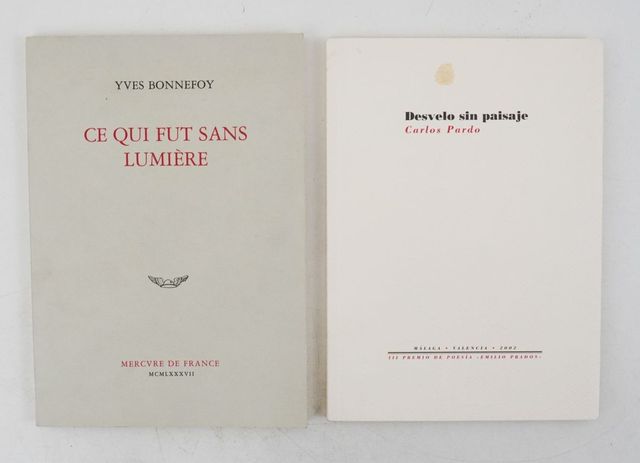 YVES BONNEFOY
CE QUI FUT SANS
LUMIÈRE
MERCVRE DE FRANCE
MCMLXXXVII
Desvelo sin paisaje
Carlos Pardo
MÁLAGA • VALENCIA • 2002
III PREMIO DE POESÍA «EMILIO PRADOS»